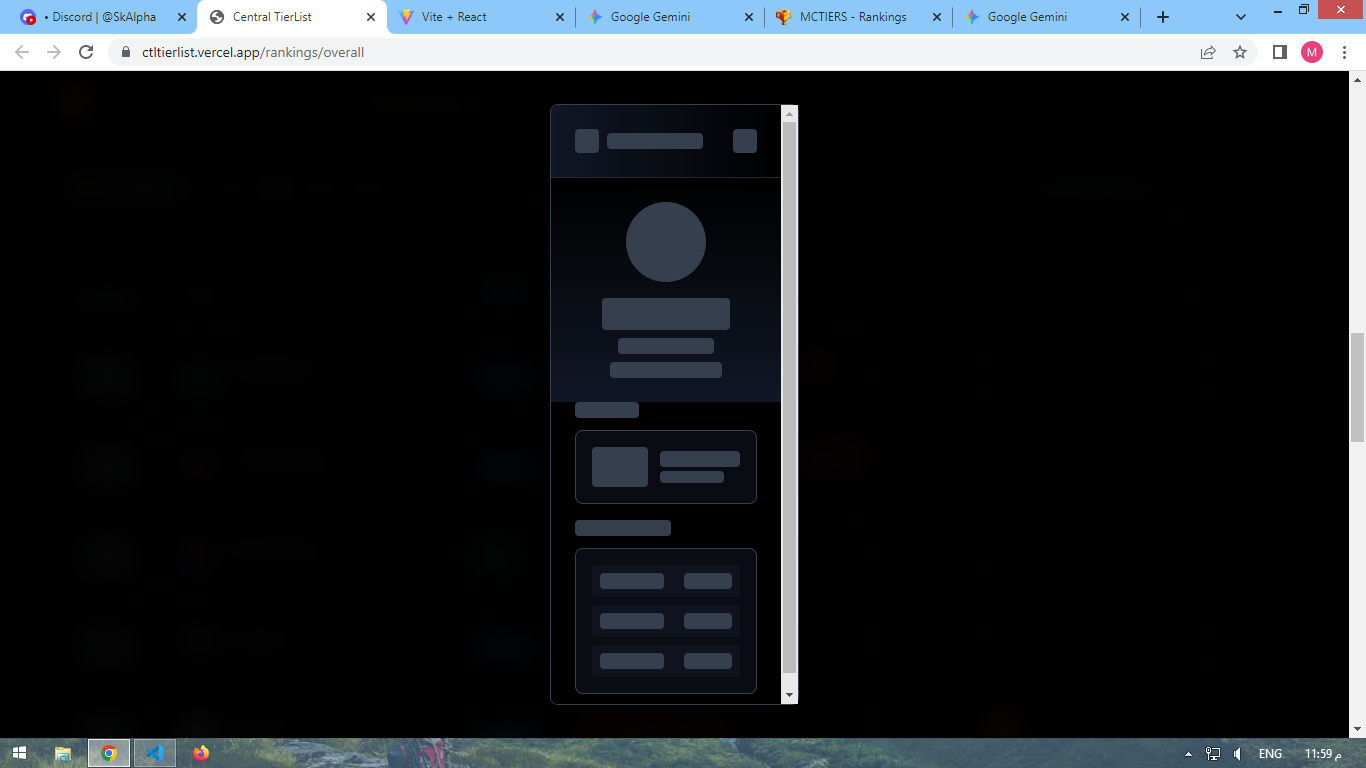 • Discord | @SkAlpha
Central TierList
Vite + React
Google Gemini
MCTIERS - Rankings
Google Gemini
ctltierlist.vercel.app/rankings/overall
M
ENG
11:59 م